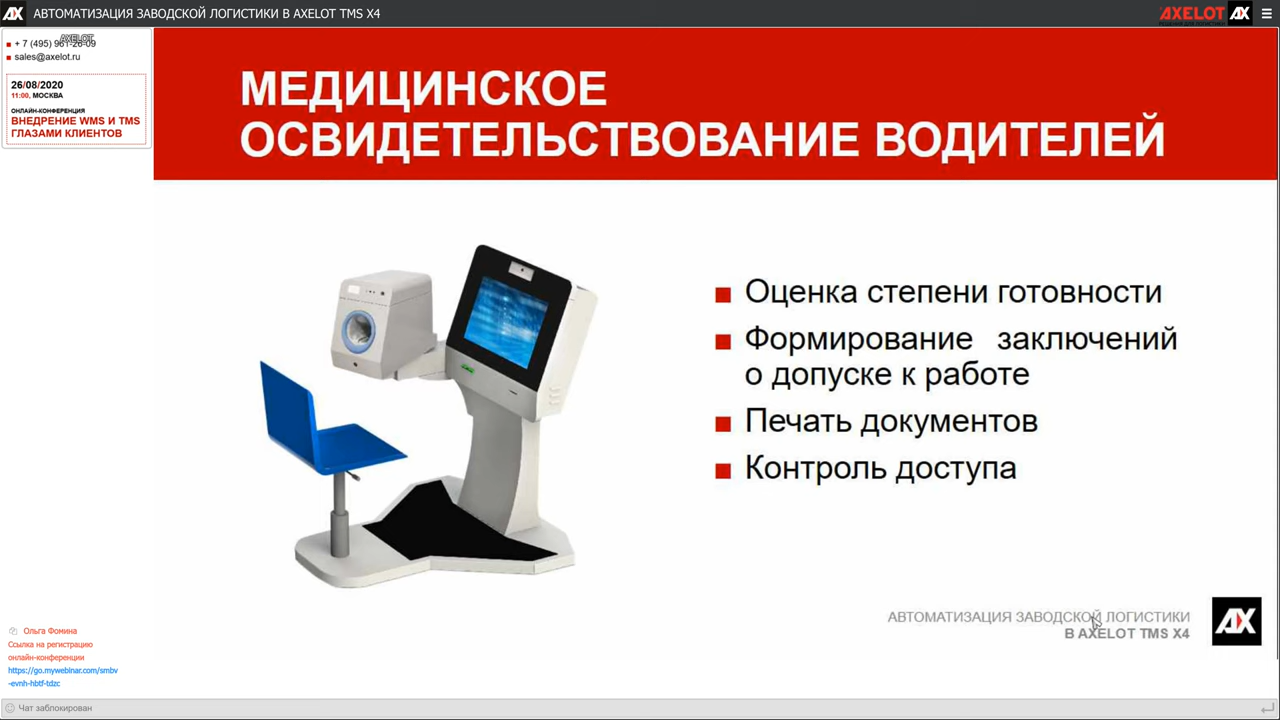 АВТОМАТИЗАЦИЯ ЗАВОДСКОЙ ЛОГИСТИКИ В AXELOT TMS X4
AXELOT
AXELOT
+ 7 (495) 961-26-09
sales@axelot.ru
26/08/2020
11:00, МОСКВА
ОНЛАЙН-КОНФЕРЕНЦИЯ
ВНЕДРЕНИЕ WMS И TMS
ГЛАЗАМИ КЛИЕНТОВ
МЕДИЦИНСКОЕ
ОСВИДЕТЕЛЬСТВОВАНИЕ ВОДИТЕЛЕЙ
Оценка степени готовности
Формирование заключений
о допуске к работе
Печать документов
Контроль доступа
АВТОМАТИЗАЦИЯ ЗАВОДСКОЙ ЛОГИСТИКИ
В AXELOT TMS X4
AX
Ольга Фомина
Ссылка на регистрацию
онлайн-конференции
https://go.mywebinar.com/smbv
-evnh-hbtf-tdzc
Чат заблокирован